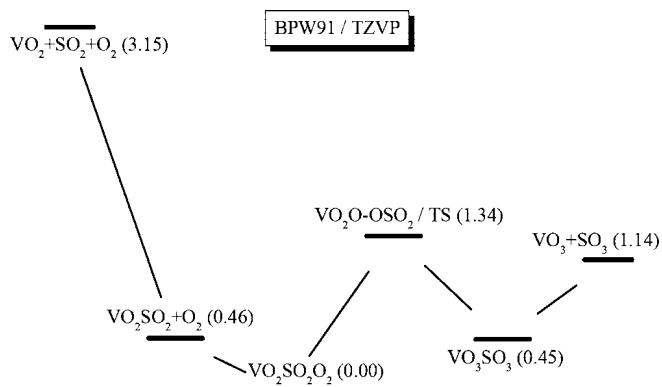 BPW91 / TZVP
VO₂+SO₂+O₂ (3.15)
VO₂O-OSO₂ / TS (1.34)
VO₃+SO₃ (1.14)
VO₂SO₂+O₂ (0.46)
VO₃SO₃ (0.45)
VO₂SO₂O₂ (0.00)